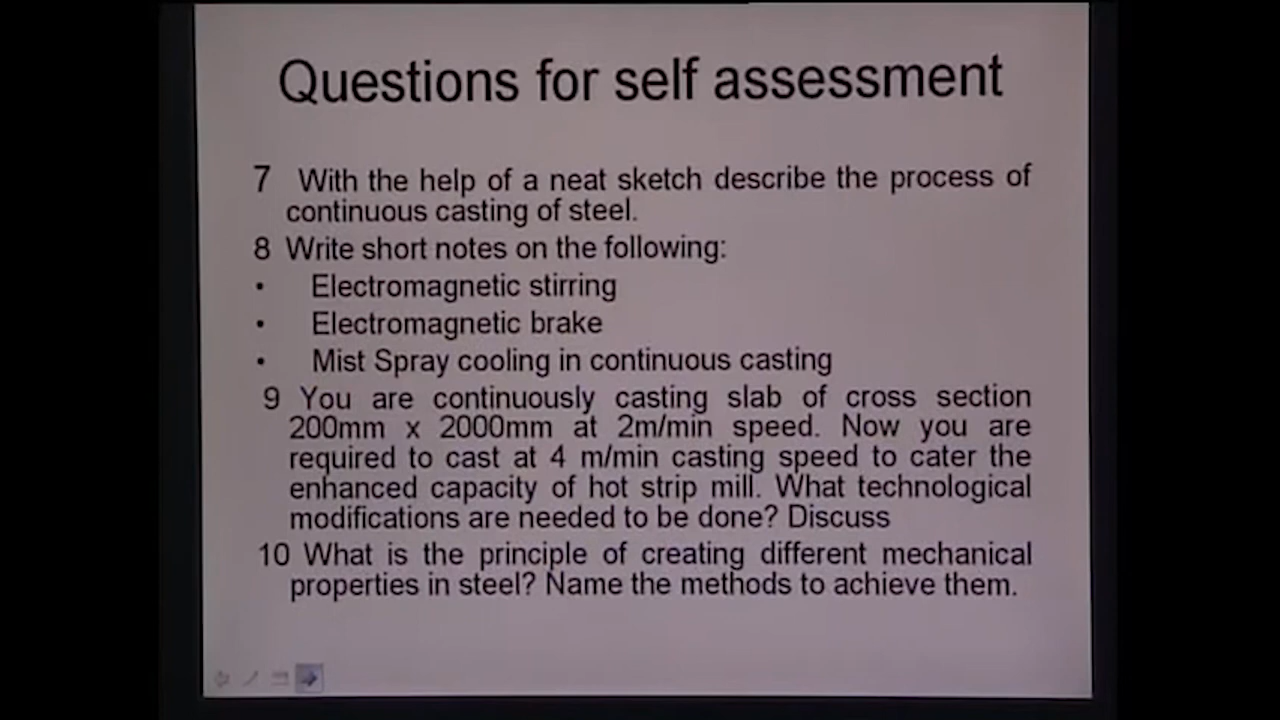 Questions for self assessment
7 With the help of a neat sketch describe the process of
continuous casting of steel.
8 Write short notes on the following:
• Electromagnetic stirring
• Electromagnetic brake
• Mist Spray cooling in continuous casting
9 You are continuously casting slab of cross section
200mm x 2000mm at 2m/min speed. Now you are
required to cast at 4 m/min casting speed to cater the
enhanced capacity of hot strip mill. What technological
modifications are needed to be done? Discuss
10 What is the principle of creating different mechanical
properties in steel? Name the methods to achieve them.